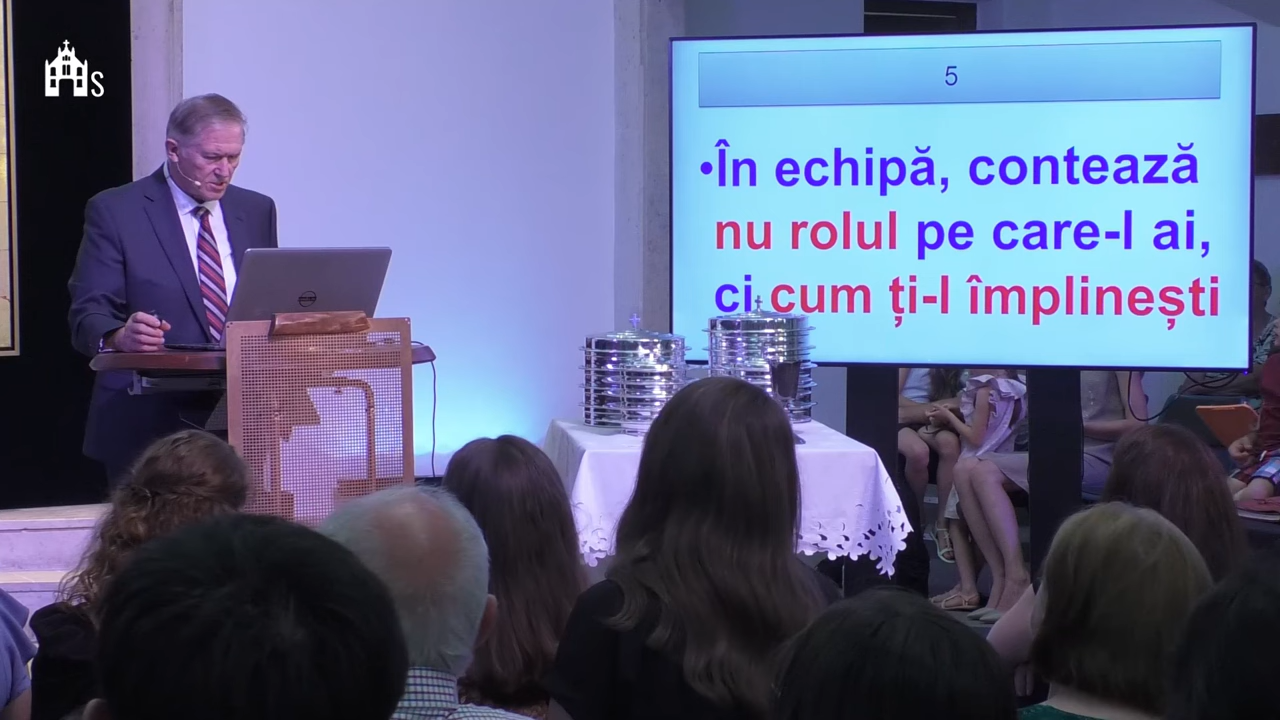 S
5
•În echipă, contează
nu rolul pe care-l ai,
ci cum ți-l împlinești